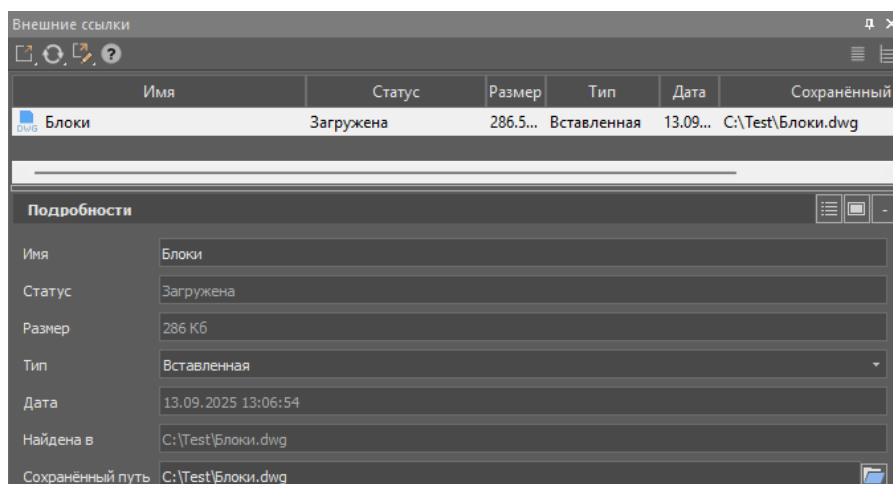 Внешние ссылки
Имя Статус Размер Тип Дата Сохранённый
DWG Блоки Загружена 286.5... Вставленная 13.09... C:\Test\Блоки.dwg
Подробности
Имя Блоки
Статус Загружена
Размер 286 Кб
Тип Вставленная
Дата 13.09.2025 13:06:54
Найдена в C:\Test\Блоки.dwg
Сохранённый путь C:\Test\Блоки.dwg